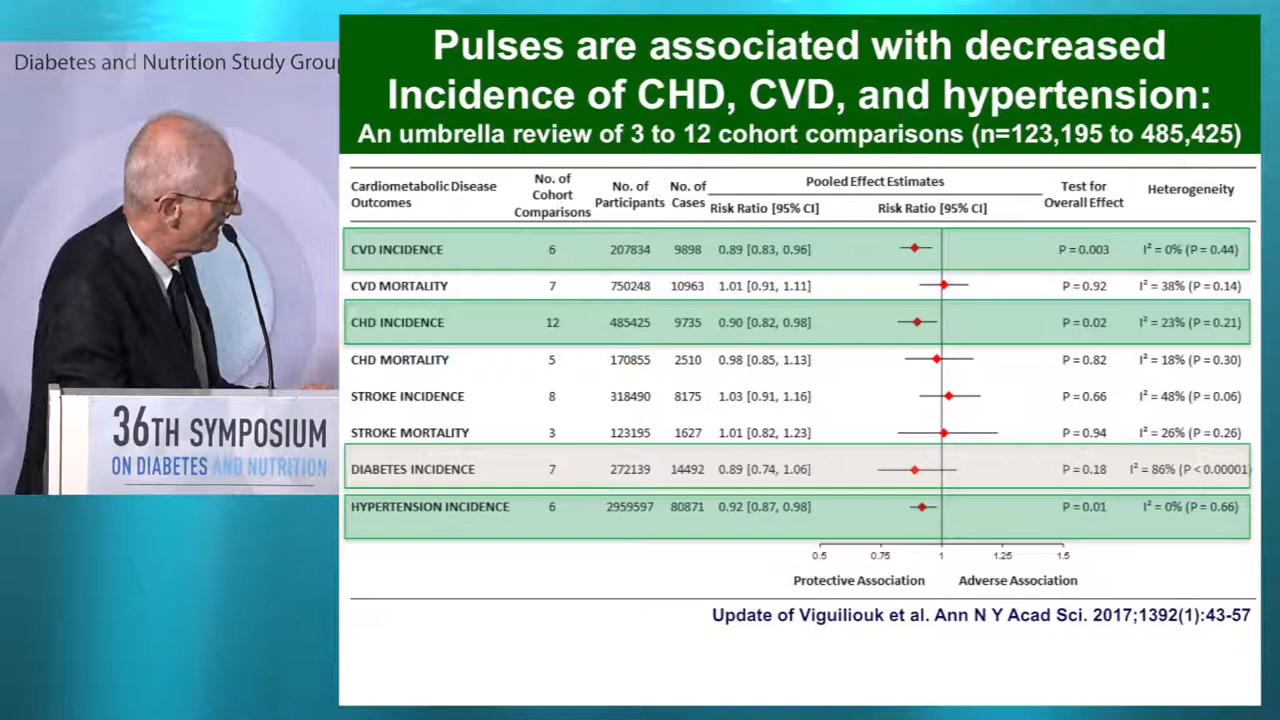 Diabetes and Nutrition Study Grou
36TH SYMPOSIUM
ON DIABETES AND NUTRITION
Pulses are associated with decreased
Incidence of CHD, CVD, and hypertension:
An umbrella review of 3 to 12 cohort comparisons (n=123,195 to 485,425)
Cardiometabolic Disease Outcomes No. of Cohort Comparisons No. of Participants No. of Cases Pooled Effect Estimates Test for Overall Effect Heterogeneity
Risk Ratio [95% CI] Risk Ratio [95% CI]
CVD INCIDENCE 6 207834 9898 0.89 [0.83, 0.96] P = 0.003 I² = 0% (P = 0.44)
CVD MORTALITY 7 750248 10963 1.01 [0.91, 1.11] P = 0.92 I² = 38% (P = 0.14)
CHD INCIDENCE 12 485425 9735 0.90 [0.82, 0.98] P = 0.02 I² = 23% (P = 0.21)
CHD MORTALITY 5 170855 2510 0.98 [0.85, 1.13] P = 0.82 I² = 18% (P = 0.30)
STROKE INCIDENCE 8 318490 8175 1.03 [0.91, 1.16] P = 0.66 I² = 48% (P = 0.06)
STROKE MORTALITY 3 123195 1627 1.01 [0.82, 1.23] P = 0.94 I² = 26% (P = 0.26)
DIABETES INCIDENCE 7 272139 14492 0.89 [0.74, 1.06] P = 0.18 I² = 86% (P < 0.00001)
HYPERTENSION INCIDENCE 6 2959597 80871 0.92 [0.87, 0.98] P = 0.01 I² = 0% (P = 0.66)
0.5 0.75 1 1.25 1.5
Protective Association Adverse Association
Update of Viguiliouk et al. Ann N Y Acad Sci. 2017;1392(1):43-57